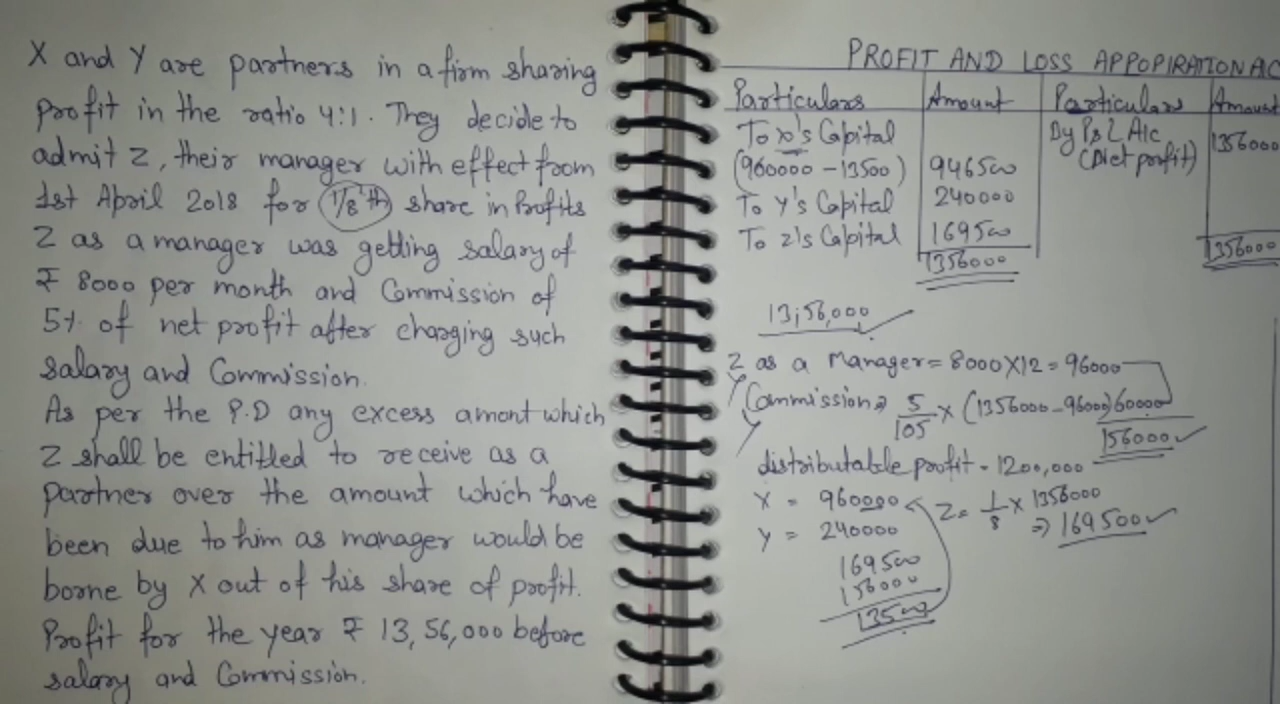 X and Y are partners in a firm sharing
profit in the ratio 4:1. They decide to
admit Z, their manager with effect from
1st April 2018 for 1/8th share in Profits
Z as a manager was getting salary of
₹ 8000 per month and Commission of
5% of net profit after charging such
salary and Commission.
As per the P.D any excess amont which
Z shall be entitled to receive as a
partner over the amount which have
been due to him as manager would be
borne by X out of his share of profit.
Profit for the year ₹ 13,56,000 before
salary and Commission.
PROFIT AND LOSS APPOPIRATION A/C
Particulars Amount Particulars Amount
To x's Capital By P&L A/c 1356000
(960000 - 13500) 946500 (Net profit)
To Y's Capital 240000
To Z's Capital 169500
1356000 1356000
13,56,000
Z as a Manager = 8000 X 12 = 96000
Commission ⇒ 5/105 × (1356000 - 96000) 60000
156000
distributable profit - 1200,000
X = 960000 Z = 1/8 × 1356000
Y = 240000 ⇒ 169500
169500
156000
13500